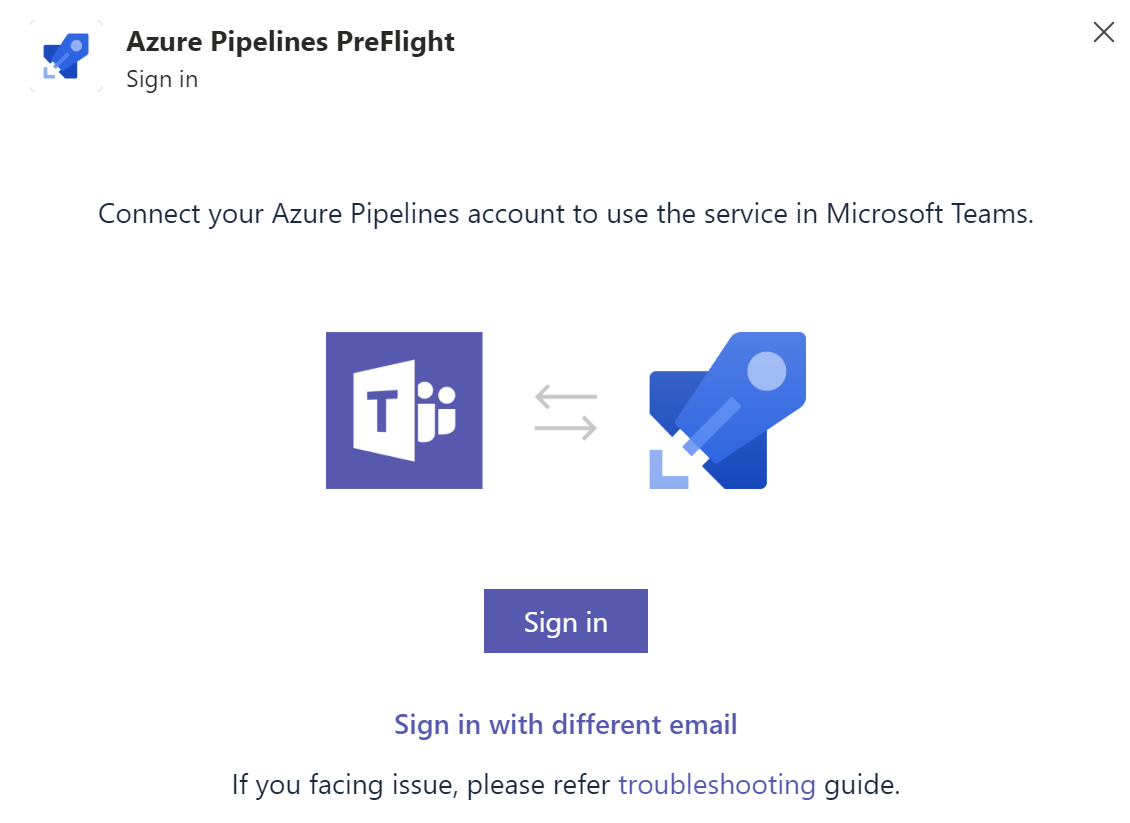 Azure Pipelines PreFlight
Sign in
Connect your Azure Pipelines account to use the service in Microsoft Teams.
T
Sign in
Sign in with different email
If you facing issue, please refer troubleshooting guide.